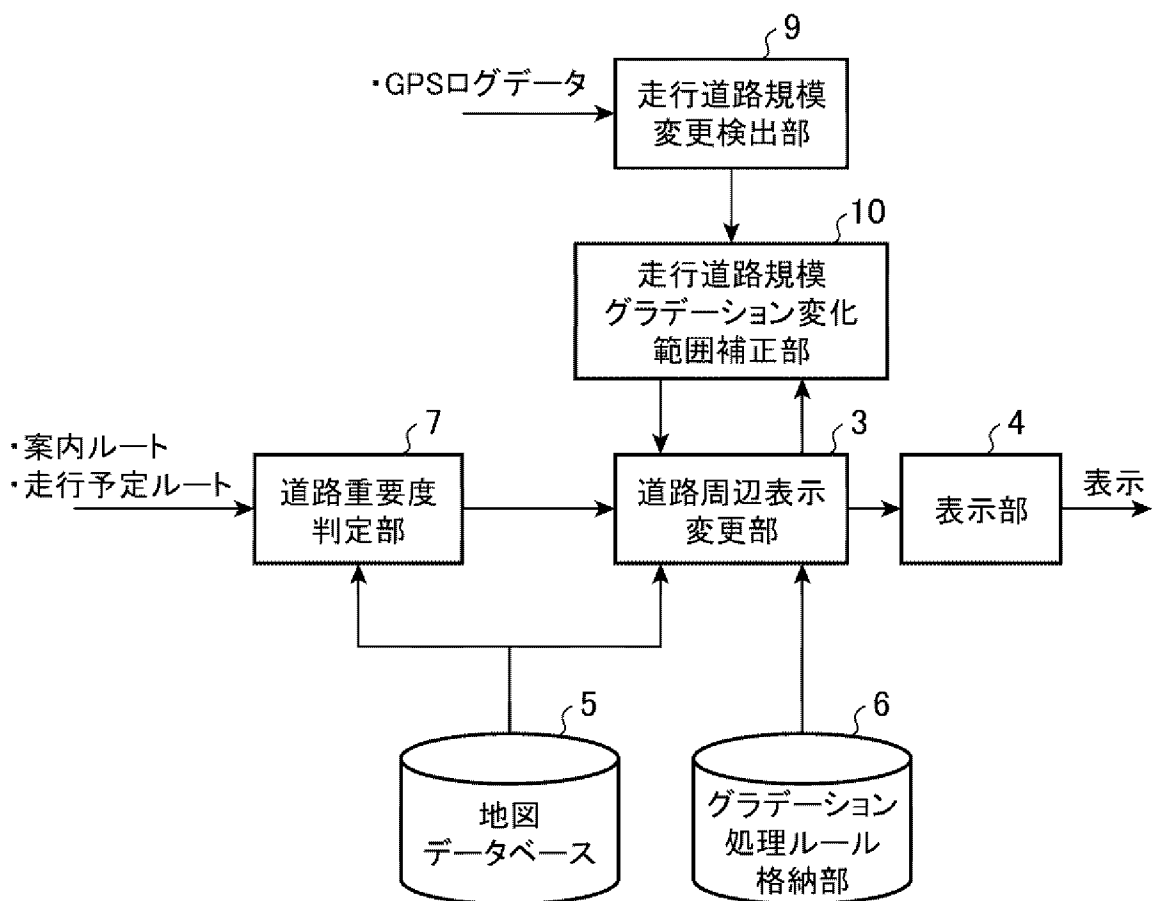 9
・GPSログデータ
走行道路規模
変更検出部
10
走行道路規模
グラデーション変化
範囲補正部
・案内ルート
・走行予定ルート
7
道路重要度
判定部
3
道路周辺表示
変更部
4
表示部
表示
5
地図
データベース
6
グラデーション
処理ルール
格納部